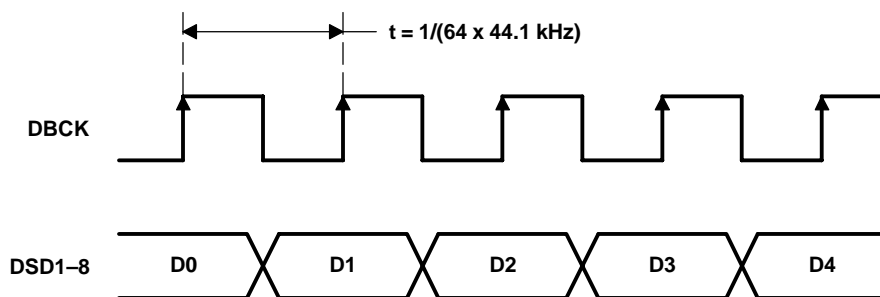 t = 1/(64 x 44.1 kHz)
DBCK
DSD1–8
D0
D1
D2
D3
D4